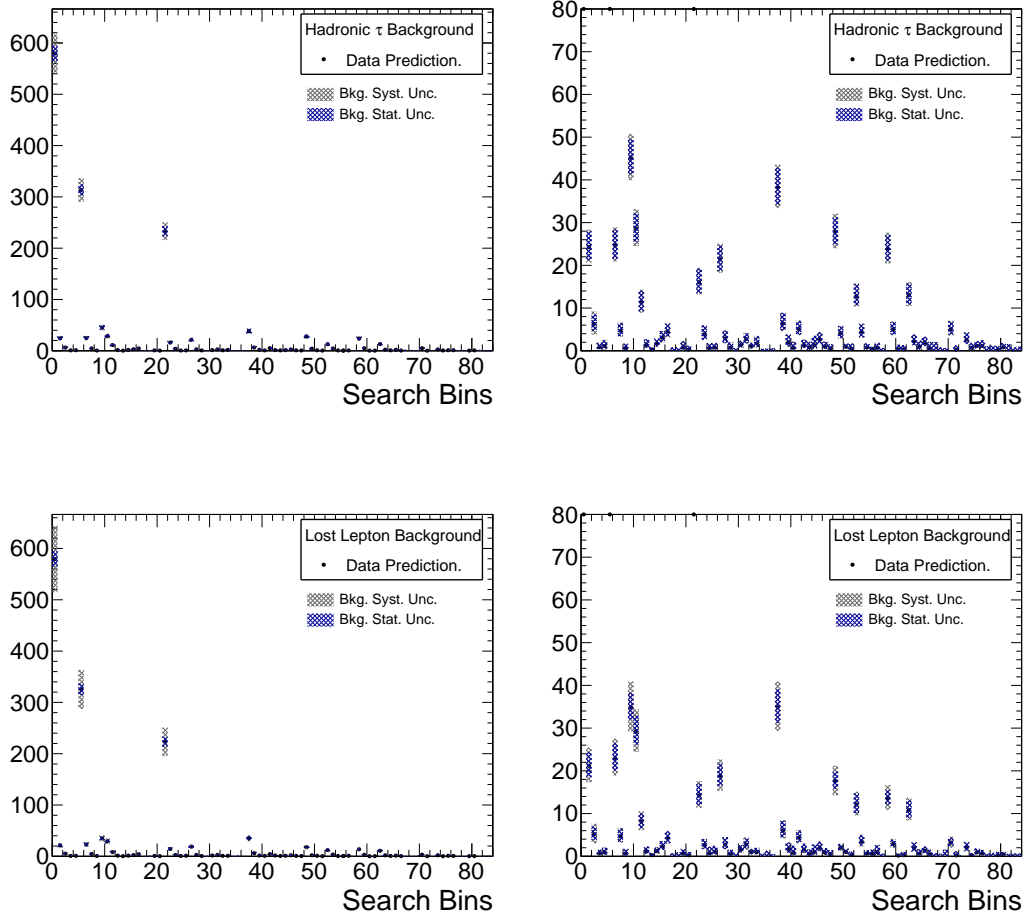 Hadronic τ Background
Data Prediction.
Bkg. Syst. Unc.
Bkg. Stat. Unc.
600
500
400
300
200
100
0
0 10 20 30 40 50 60 70 80
Search Bins
Hadronic τ Background
Data Prediction.
Bkg. Syst. Unc.
Bkg. Stat. Unc.
80
70
60
50
40
30
20
10
0
0 10 20 30 40 50 60 70 80
Search Bins
Lost Lepton Background
Data Prediction.
Bkg. Syst. Unc.
Bkg. Stat. Unc.
600
500
400
300
200
100
0
0 10 20 30 40 50 60 70 80
Search Bins
Lost Lepton Background
Data Prediction.
Bkg. Syst. Unc.
Bkg. Stat. Unc.
80
70
60
50
40
30
20
10
0
0 10 20 30 40 50 60 70 80
Search Bins